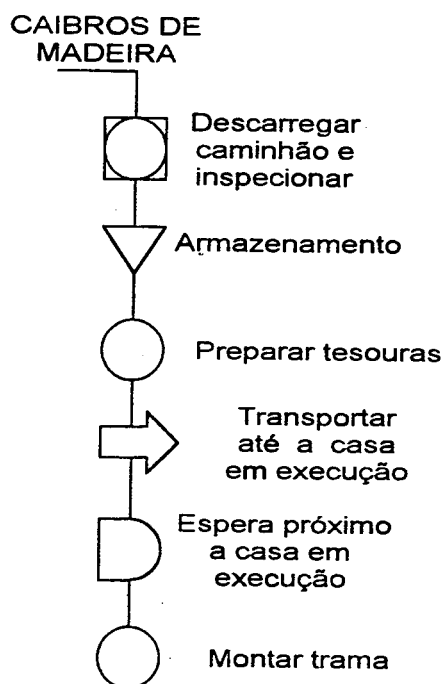 CAIBROS DE
MADEIRA
Descarregar
caminhão e
inspecionar
Armazenamento
Preparar tesouras
Transportar
até a casa
em execução
Espera próximo
a casa em
execução
Montar trama